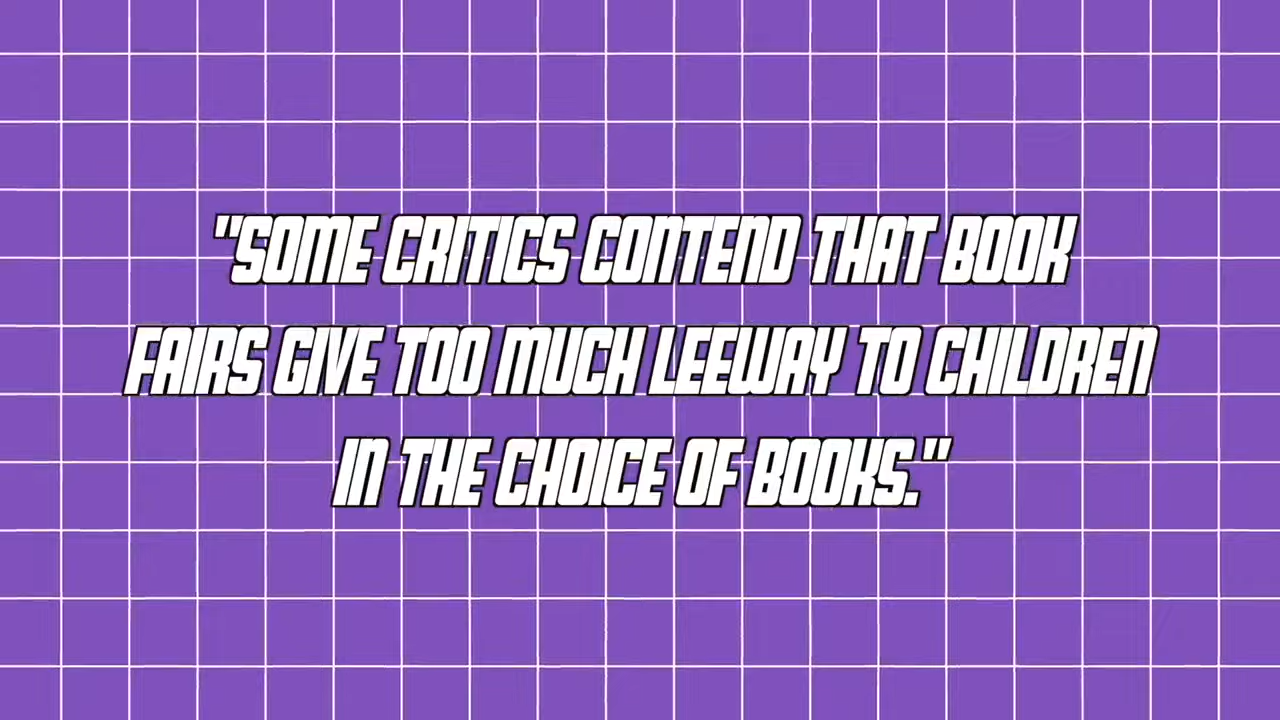 "SOME CRITICS CONTEND THAT BOOK
FAIRS GIVE TOO MUCH LEEWAY TO CHILDREN
IN THE CHOICE OF BOOKS."